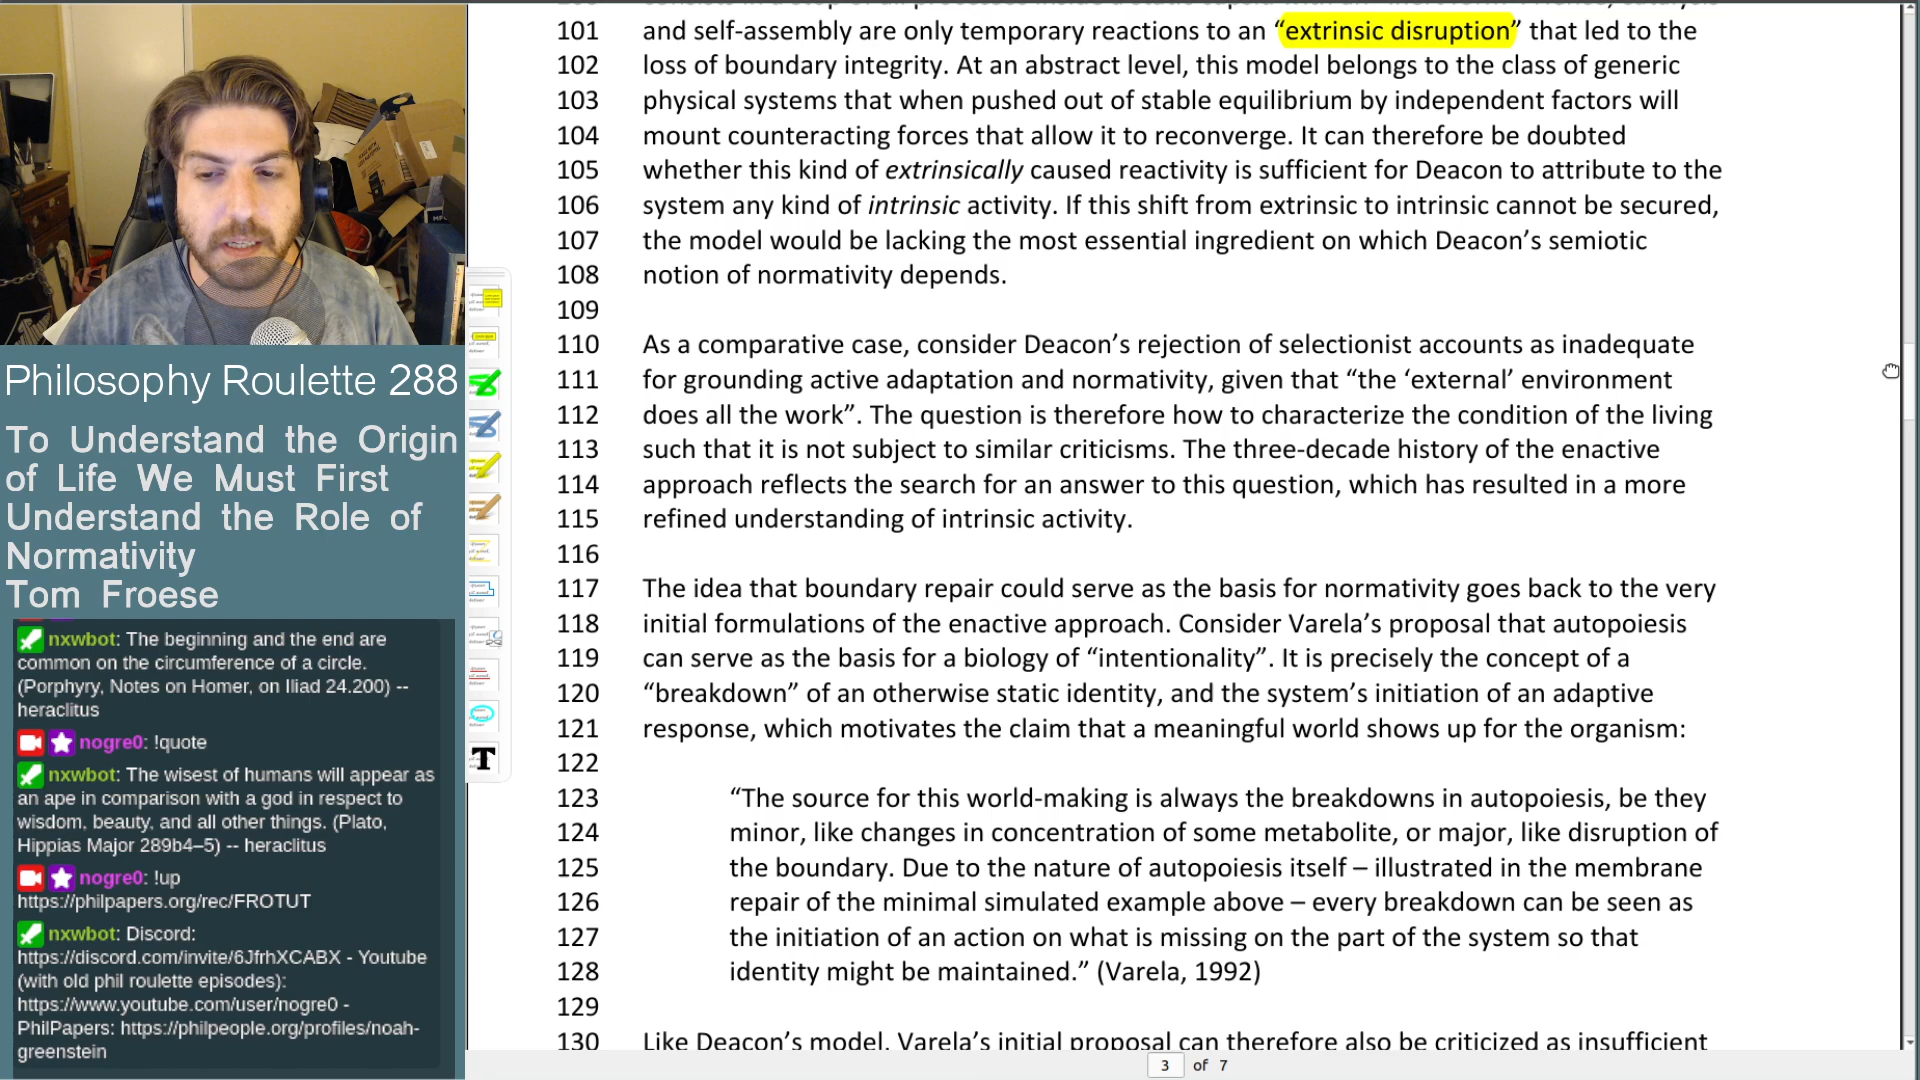 Philosophy Roulette 288
To Understand the Origin
of Life We Must First
Understand the Role of
Normativity
Tom Froese
nxwbot: The beginning and the end are
common on the circumference of a circle.
(Porphyry, Notes on Homer, on Iliad 24.200) --
heraclitus
nogre0: !quote
nxwbot: The wisest of humans will appear as
an ape in comparison with a god in respect to
wisdom, beauty, and all other things. (Plato,
Hippias Major 289b4–5) -- heraclitus
nogre0: !up
https://philpapers.org/rec/FROTUT
nxwbot: Discord:
https://discord.com/invite/6JfrhXCABX - Youtube
(with old phil roulette episodes):
https://www.youtube.com/user/nogre0 -
PhilPapers: https://philpeople.org/profiles/noah-
greenstein
101 and self-assembly are only temporary reactions to an “extrinsic disruption” that led to the
102 loss of boundary integrity. At an abstract level, this model belongs to the class of generic
103 physical systems that when pushed out of stable equilibrium by independent factors will
104 mount counteracting forces that allow it to reconverge. It can therefore be doubted
105 whether this kind of extrinsically caused reactivity is sufficient for Deacon to attribute to the
106 system any kind of intrinsic activity. If this shift from extrinsic to intrinsic cannot be secured,
107 the model would be lacking the most essential ingredient on which Deacon’s semiotic
108 notion of normativity depends.
109
110 As a comparative case, consider Deacon’s rejection of selectionist accounts as inadequate
111 for grounding active adaptation and normativity, given that “the ‘external’ environment
112 does all the work”. The question is therefore how to characterize the condition of the living
113 such that it is not subject to similar criticisms. The three-decade history of the enactive
114 approach reflects the search for an answer to this question, which has resulted in a more
115 refined understanding of intrinsic activity.
116
117 The idea that boundary repair could serve as the basis for normativity goes back to the very
118 initial formulations of the enactive approach. Consider Varela’s proposal that autopoiesis
119 can serve as the basis for a biology of “intentionality”. It is precisely the concept of a
120 “breakdown” of an otherwise static identity, and the system’s initiation of an adaptive
121 response, which motivates the claim that a meaningful world shows up for the organism:
122
123 “The source for this world-making is always the breakdowns in autopoiesis, be they
124 minor, like changes in concentration of some metabolite, or major, like disruption of
125 the boundary. Due to the nature of autopoiesis itself – illustrated in the membrane
126 repair of the minimal simulated example above – every breakdown can be seen as
127 the initiation of an action on what is missing on the part of the system so that
128 identity might be maintained.” (Varela, 1992)
129
130 Like Deacon’s model, Varela’s initial proposal can therefore also be criticized as insufficient
T
3 of 7